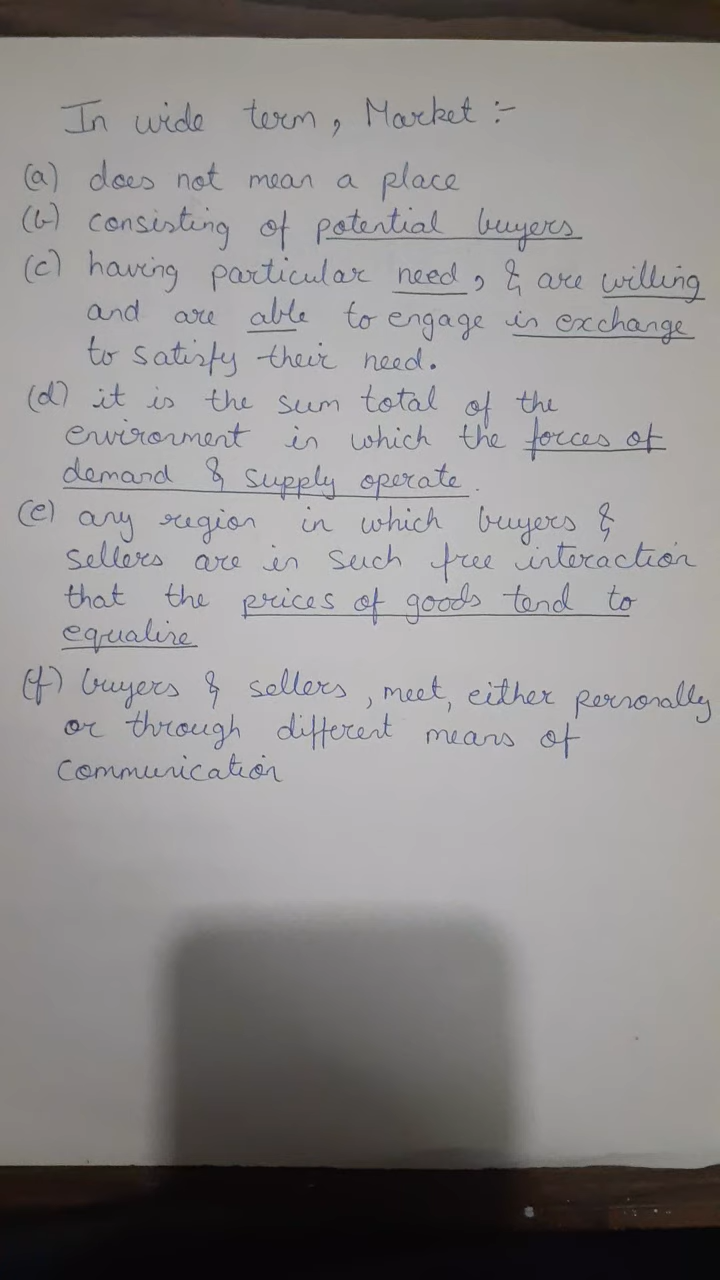 In wide term, Market :-
(a) does not mean a place
(b) consisting of potential buyers
(c) having particular need, & are willing
and are able to engage in exchange
to satisfy their need.
(d) it is the sum total of the
environment in which the forces of
demand & supply operate.
(e) any region in which buyers &
sellers are in such free interaction
that the prices of goods tend to
equalize
(f) buyers & sellers, meet, either personally
or through different means of
communication